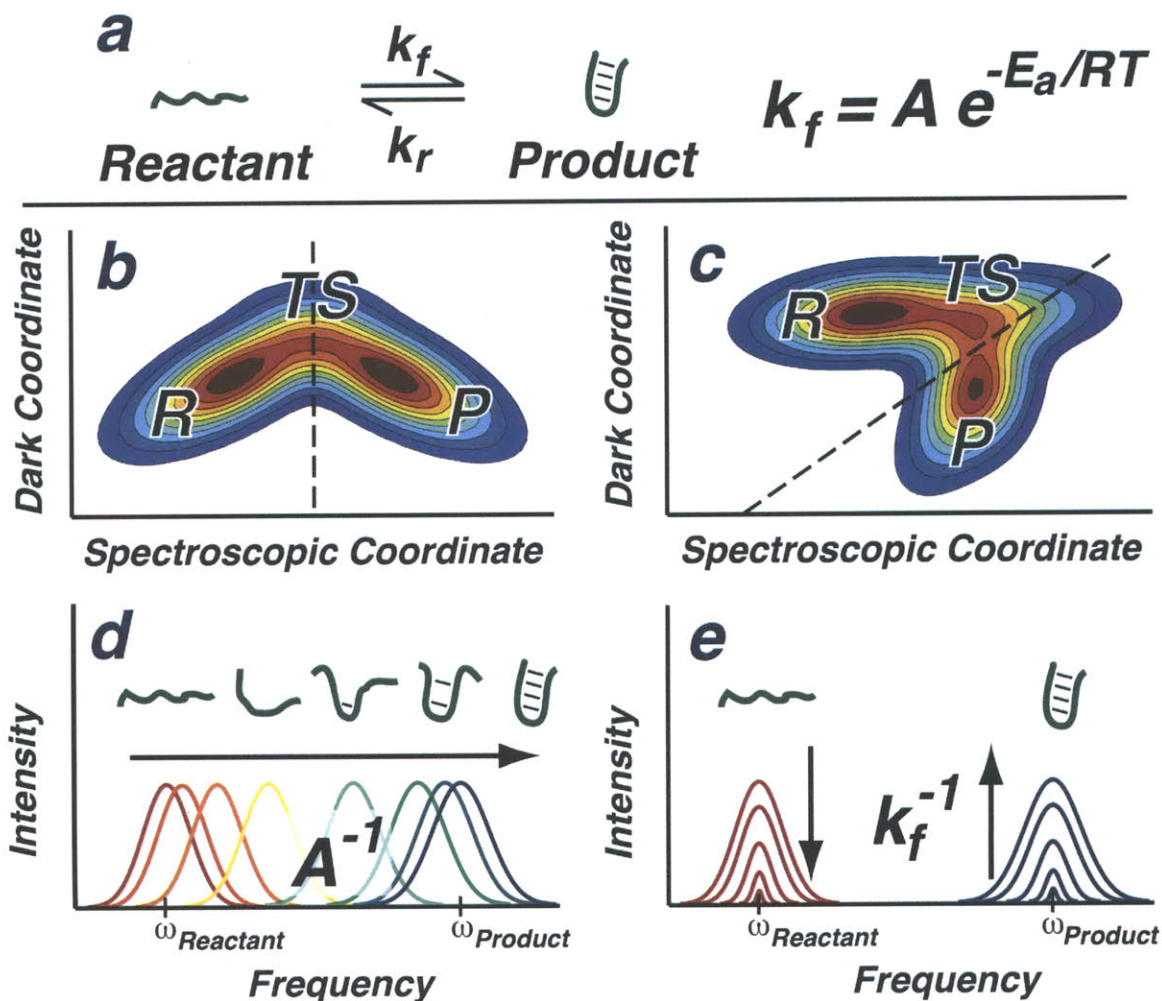 a
k_f
k_r
Reactant
Product
k_f = A e^{-E_a/RT}
b
TS
R
P
Dark Coordinate
Spectroscopic Coordinate
c
TS
R
P
Dark Coordinate
Spectroscopic Coordinate
d
A^{-1}
Intensity
ω_Reactant
ω_Product
Frequency
e
k_f^{-1}
Intensity
ω_Reactant
ω_Product
Frequency